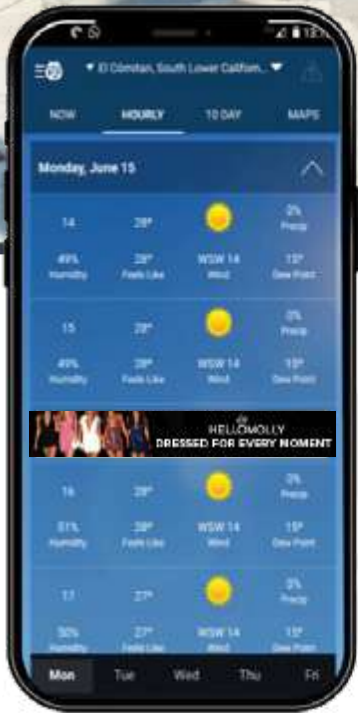 El Cómitan, South Lower Californ...
NOW HOURLY 10 DAY MAPS
Monday, June 15
14 28° 0% Precip
49% Humidity 28° Feels Like WSW 14 Wind 15° Dew Point
15 28° 0% Precip
49% Humidity 28° Feels Like WSW 14 Wind 15° Dew Point
HELLOMOLLY
DRESSED FOR EVERY MOMENT
16 28° 0% Precip
51% Humidity 28° Feels Like WSW 14 Wind 15° Dew Point
17 27° 0% Precip
50% Humidity 27° Feels Like WSW 14 Wind 15° Dew Point
Mon Tue Wed Thu Fri